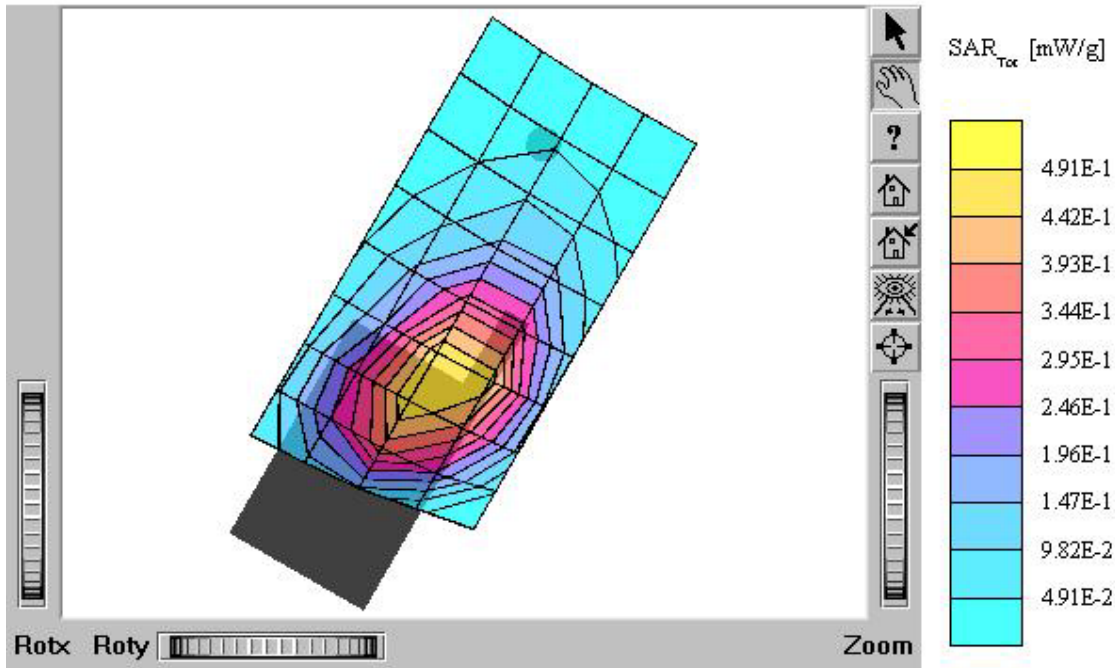 SAR_Tot [mW/g]
?
4.91E-1
4.42E-1
3.93E-1
3.44E-1
2.95E-1
2.46E-1
1.96E-1
1.47E-1
9.82E-2
4.91E-2
Rotx Roty Zoom